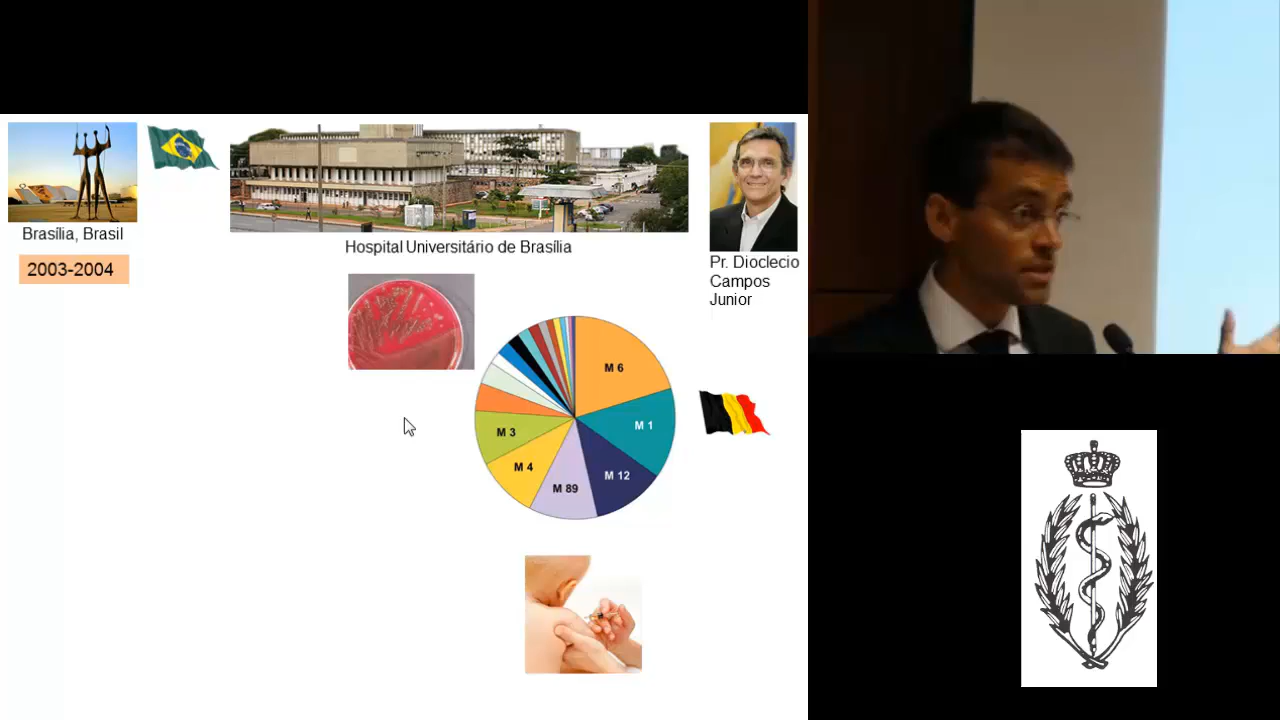 Brasília, Brasil
2003-2004
Hospital Universitário de Brasília
Pr. Dioclecio
Campos
Junior
M 6
M 1
M 3
M 4
M 12
M 89